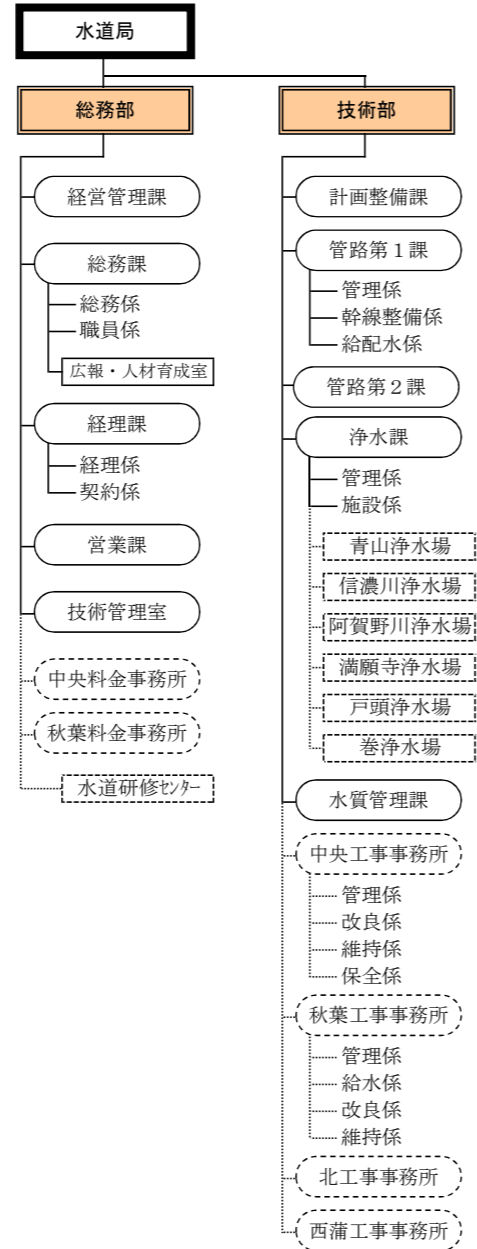 水道局
総務部
経営管理課
総務課
総務係
職員係
広報・人材育成室
経理課
経理係
契約係
営業課
技術管理室
中央料金事務所
秋葉料金事務所
水道研修ｾﾝﾀｰ
技術部
計画整備課
管路第１課
管理係
幹線整備係
給配水係
管路第２課
浄水課
管理係
施設係
青山浄水場
信濃川浄水場
阿賀野川浄水場
満願寺浄水場
戸頭浄水場
巻浄水場
水質管理課
中央工事事務所
管理係
改良係
維持係
保全係
秋葉工事事務所
管理係
給水係
改良係
維持係
北工事事務所
西蒲工事事務所